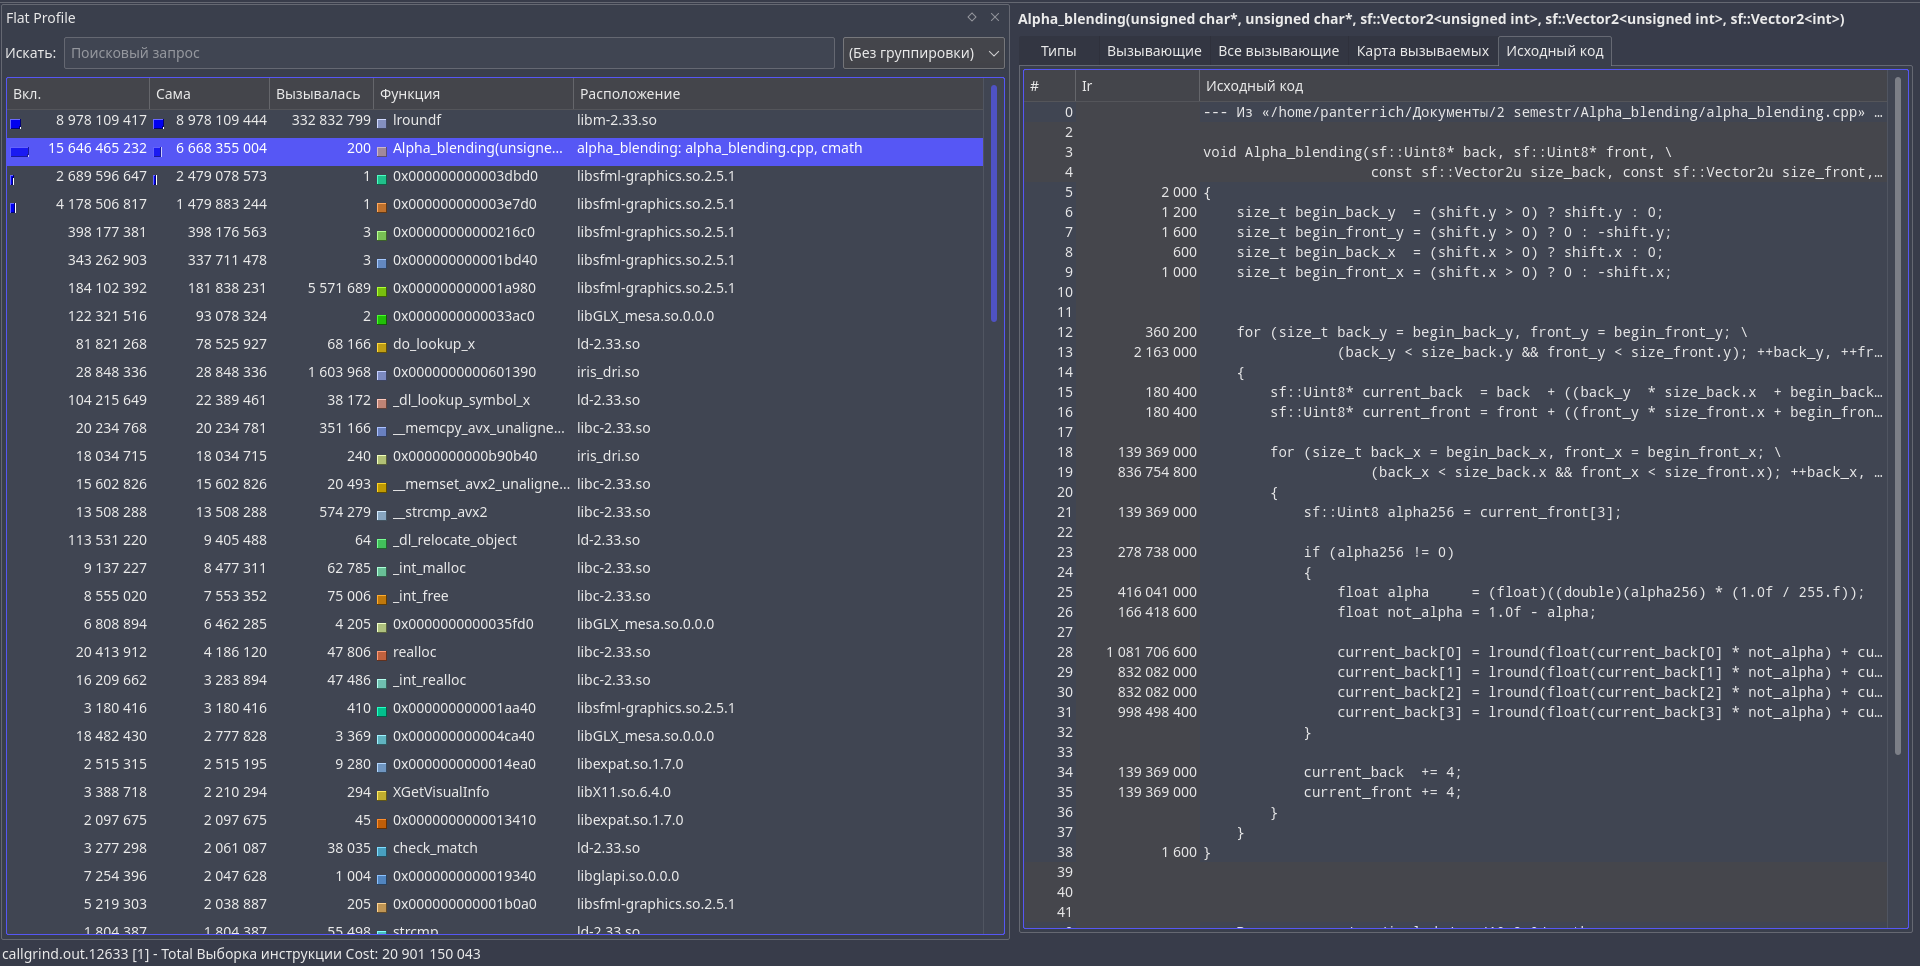 Flat Profile
Искать: Поисковый запрос (Без группировки)
Вкл. Сама Вызывалась Функция Расположение
8 978 109 417 8 978 109 444 332 832 799 lroundf libm-2.33.so
15 646 465 232 6 668 355 004 200 Alpha_blending(unsigne... alpha_blending: alpha_blending.cpp, cmath
2 689 596 647 2 479 078 573 1 0x000000000003dbd0 libsfml-graphics.so.2.5.1
4 178 506 817 1 479 883 244 1 0x000000000003e7d0 libsfml-graphics.so.2.5.1
398 177 381 398 176 563 3 0x00000000000216c0 libsfml-graphics.so.2.5.1
343 262 903 337 711 478 3 0x000000000001bd40 libsfml-graphics.so.2.5.1
184 102 392 181 838 231 5 571 689 0x000000000001a980 libsfml-graphics.so.2.5.1
122 321 516 93 078 324 2 0x0000000000033ac0 libGLX_mesa.so.0.0.0
81 821 268 78 525 927 68 166 do_lookup_x ld-2.33.so
28 848 336 28 848 336 1 603 968 0x0000000000601390 iris_dri.so
104 215 649 22 389 461 38 172 _dl_lookup_symbol_x ld-2.33.so
20 234 768 20 234 781 351 166 __memcpy_avx_unaligne... libc-2.33.so
18 034 715 18 034 715 240 0x0000000000b90b40 iris_dri.so
15 602 826 15 602 826 20 493 __memset_avx2_unaligne... libc-2.33.so
13 508 288 13 508 288 574 279 __strcmp_avx2 libc-2.33.so
113 531 220 9 405 488 64 _dl_relocate_object ld-2.33.so
9 137 227 8 477 311 62 785 _int_malloc libc-2.33.so
8 555 020 7 553 352 75 006 _int_free libc-2.33.so
6 808 894 6 462 285 4 205 0x0000000000035fd0 libGLX_mesa.so.0.0.0
20 413 912 4 186 120 47 806 realloc libc-2.33.so
16 209 662 3 283 894 47 486 _int_realloc libc-2.33.so
3 180 416 3 180 416 410 0x000000000001aa40 libsfml-graphics.so.2.5.1
18 482 430 2 777 828 3 369 0x000000000004ca40 libGLX_mesa.so.0.0.0
2 515 315 2 515 195 9 280 0x0000000000014ea0 libexpat.so.1.7.0
3 388 718 2 210 294 294 XGetVisualInfo libX11.so.6.4.0
2 097 675 2 097 675 45 0x0000000000013410 libexpat.so.1.7.0
3 277 298 2 061 087 38 035 check_match ld-2.33.so
7 254 396 2 047 628 1 004 0x0000000000019340 libglapi.so.0.0.0
5 219 303 2 038 887 205 0x000000000001b0a0 libsfml-graphics.so.2.5.1
1 804 387 1 804 387 55 498 strcmp ld-2.33.so
callgrind.out.12633 [1] - Total Выборка инструкции Cost: 20 901 150 043
Alpha_blending(unsigned char*, unsigned char*, sf::Vector2<unsigned int>, sf::Vector2<unsigned int>, sf::Vector2<int>)
Типы Вызывающие Все вызывающие Карта вызываемых Исходный код
# Ir Исходный код
0 --- Из «/home/panterrich/Документы/2 semestr/Alpha_blending/alpha_blending.cpp» …
2
3 void Alpha_blending(sf::Uint8* back, sf::Uint8* front, \
4 const sf::Vector2u size_back, const sf::Vector2u size_front,…
5 2 000 {
6 1 200 size_t begin_back_y  = (shift.y > 0) ? shift.y : 0;
7 1 600 size_t begin_front_y = (shift.y > 0) ? 0 : -shift.y;
8 600 size_t begin_back_x  = (shift.x > 0) ? shift.x : 0;
9 1 000 size_t begin_front_x = (shift.x > 0) ? 0 : -shift.x;
10
11
12 360 200 for (size_t back_y = begin_back_y, front_y = begin_front_y; \
13 2 163 000 (back_y < size_back.y && front_y < size_front.y); ++back_y, ++fr…
14 {
15 180 400 sf::Uint8* current_back  = back  + ((back_y  * size_back.x  + begin_back…
16 180 400 sf::Uint8* current_front = front + ((front_y * size_front.x + begin_fron…
17
18 139 369 000 for (size_t back_x = begin_back_x, front_x = begin_front_x; \
19 836 754 800 (back_x < size_back.x && front_x < size_front.x); ++back_x, …
20 {
21 139 369 000 sf::Uint8 alpha256 = current_front[3];
22
23 278 738 000 if (alpha256 != 0)
24 {
25 416 041 000 float alpha     = (float)((double)(alpha256) * (1.0f / 255.f));
26 166 418 600 float not_alpha = 1.0f - alpha;
27
28 1 081 706 600 current_back[0] = lround(float(current_back[0] * not_alpha) + cu…
29 832 082 000 current_back[1] = lround(float(current_back[1] * not_alpha) + cu…
30 832 082 000 current_back[2] = lround(float(current_back[2] * not_alpha) + cu…
31 998 498 400 current_back[3] = lround(float(current_back[3] * not_alpha) + cu…
32 }
33
34 139 369 000 current_back  += 4;
35 139 369 000 current_front += 4;
36 }
37 }
38 1 600 }
39
40
41